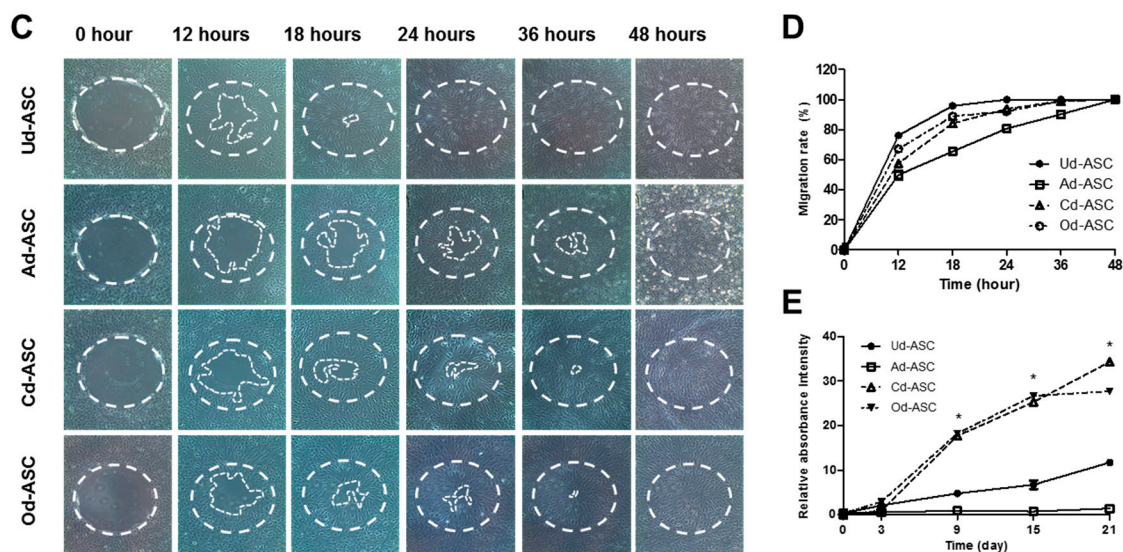 C
0 hour 12 hours 18 hours 24 hours 36 hours 48 hours
Ud-ASC
Ad-ASC
Cd-ASC
Od-ASC
D
Migration rate (%)
120
100
80
60
40
20
0
0 12 18 24 36 48
Time (hour)
Ud-ASC
Ad-ASC
Cd-ASC
Od-ASC
E
Relative absorbance Intensity
40
30
20
10
0
0 3 9 15 21
Time (day)
Ud-ASC
Ad-ASC
Cd-ASC
Od-ASC
* * *